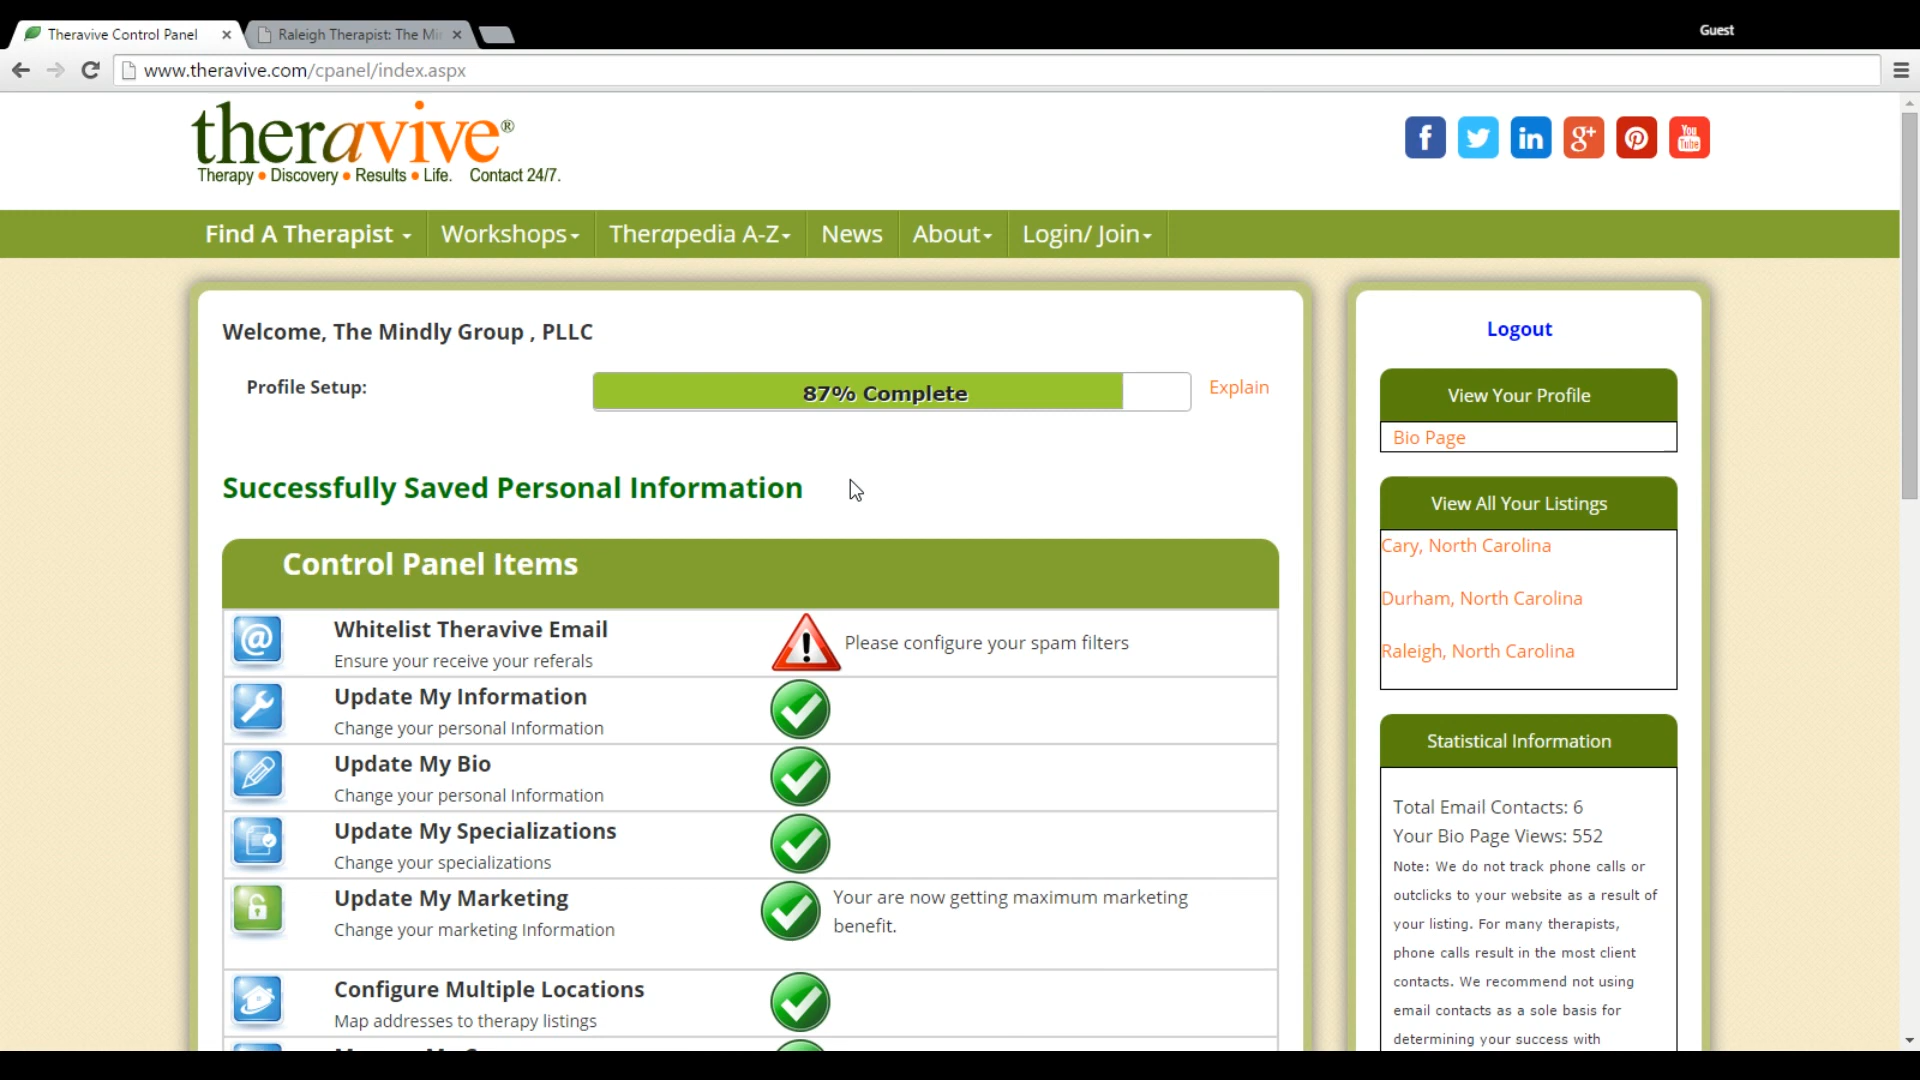 Theravive Control Panel
Raleigh Therapist: The Mi
Guest
www.theravive.com/cpanel/index.aspx
theravive®
Therapy • Discovery • Results • Life. Contact 24/7.
f
in
g+
You
Tube
Find A Therapist
Workshops
Therapedia A-Z
News
About
Login/ Join
Welcome, The Mindly Group , PLLC
Profile Setup:
87% Complete
Explain
Successfully Saved Personal Information
Control Panel Items
@
Whitelist Theravive Email
Ensure your receive your referrals
!
Please configure your spam filters
Update My Information
Change your personal Information
Update My Bio
Change your personal Information
Update My Specializations
Change your specializations
Update My Marketing
Change your marketing Information
Your are now getting maximum marketing
benefit.
Configure Multiple Locations
Map addresses to therapy listings
Logout
View Your Profile
Bio Page
View All Your Listings
Cary, North Carolina
Durham, North Carolina
Raleigh, North Carolina
Statistical Information
Total Email Contacts: 6
Your Bio Page Views: 552
Note: We do not track phone calls or
outclicks to your website as a result of
your listing. For many therapists,
phone calls result in the most client
contacts. We recommend not using
email contacts as a sole basis for
determining your success with